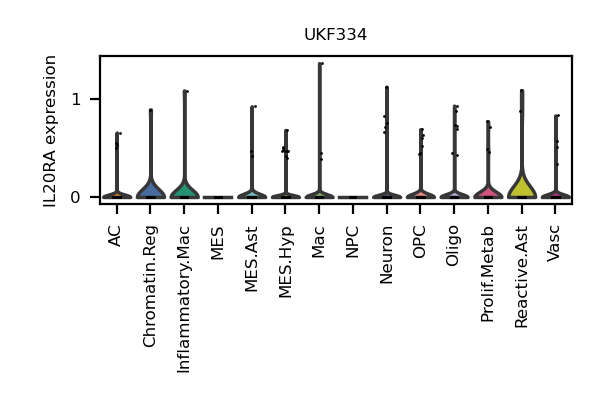 UKF334
IL20RA expression
1
0
AC
Chromatin.Reg
Inflammatory.Mac
MES
MES.Ast
MES.Hyp
Mac
NPC
Neuron
OPC
Oligo
Prolif.Metab
Reactive.Ast
Vasc